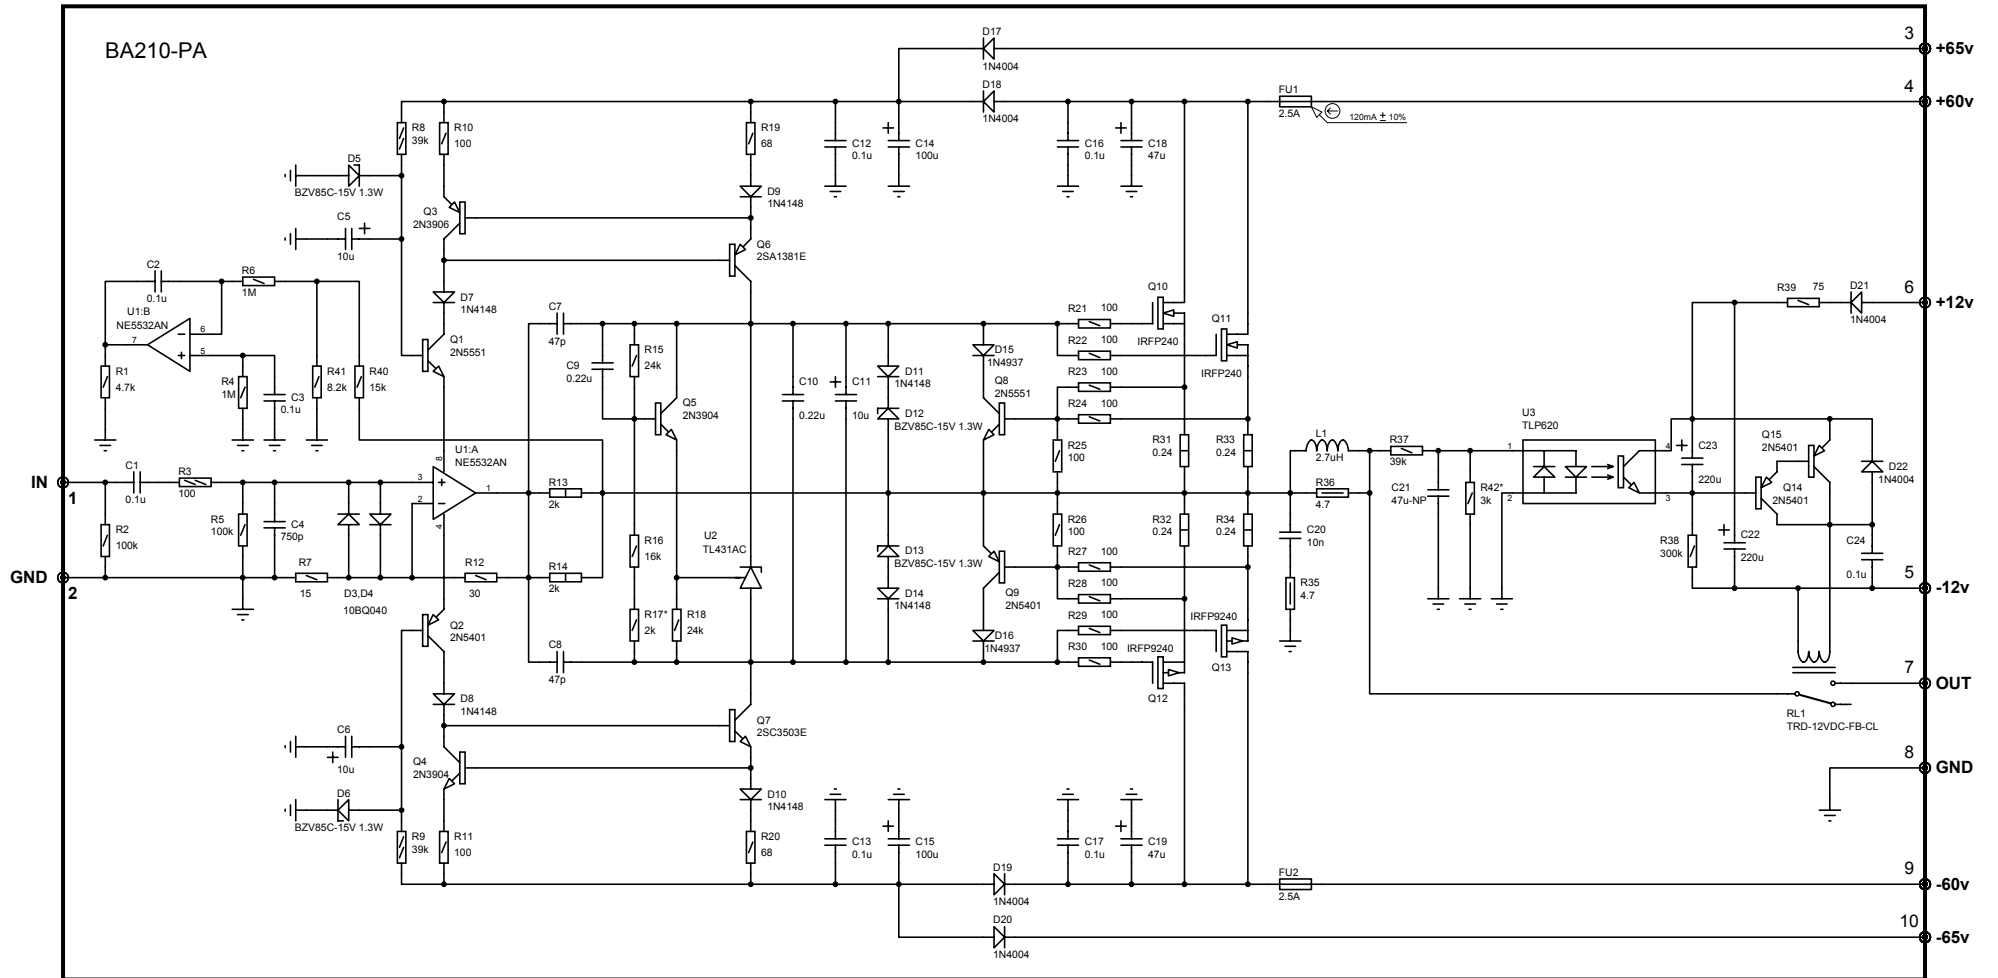 BA210-PA
D17
1N4004
3
+65v
D18
1N4004
FU1
2.5A
120mA ± 10%
4
+60v
R8
39k
R10
100
R19
68
C12
0.1u
C14
100u
C16
0.1u
C18
47u
D5
BZV85C-15V 1.3W
D9
1N4148
Q3
2N3906
C5
10u
Q6
2SA1381E
C2
0.1u
R6
1M
U1:B
NE5532AN
6
5
7
D7
1N4148
Q1
2N5551
C7
47p
R1
4.7k
R4
1M
C3
0.1u
R41
8.2k
R40
15k
C9
0.22u
R15
24k
Q5
2N3904
C10
0.22u
C11
10u
D11
1N4148
D12
BZV85C-15V 1.3W
D15
1N4937
Q8
2N5551
R21 100
R22 100
R23 100
R24 100
R25
100
Q10
IRFP240
Q11
IRFP240
R39 75
D21
1N4004
6
+12v
U3
TLP620
1
2
4
3
C23
220u
Q15
2N5401
Q14
2N5401
D22
1N4004
IN
1
C1
0.1u
R3
100
U1:A
NE5532AN
8
3
2
1
4
R13
2k
R31
0.24
R33
0.24
L1
2.7uH
R37
39k
R36
4.7
C21
47u-NP
R42*
3k
R2
100k
R5
100k
C4
750p
R7
15
D3,D4
10BQ040
R12
30
R14
2k
R16
16k
U2
TL431AC
D13
BZV85C-15V 1.3W
D14
1N4148
R26
100
R27 100
R28 100
R29 100
R30 100
Q9
2N5401
R32
0.24
R34
0.24
C20
10n
R35
4.7
R38
300k
C22
220u
C24
0.1u
5
-12v
GND
2
Q2
2N5401
R17*
2k
R18
24k
C8
47p
D16
1N4937
IRFP9240
Q12
IRFP9240
Q13
7
OUT
RL1
TRD-12VDC-FB-CL
D8
1N4148
Q7
2SC3503E
C6
10u
Q4
2N3904
8
GND
D6
BZV85C-15V 1.3W
D10
1N4148
R9
39k
R11
100
R20
68
C13
0.1u
C15
100u
C17
0.1u
C19
47u
D19
1N4004
FU2
2.5A
9
-60v
D20
1N4004
10
-65v